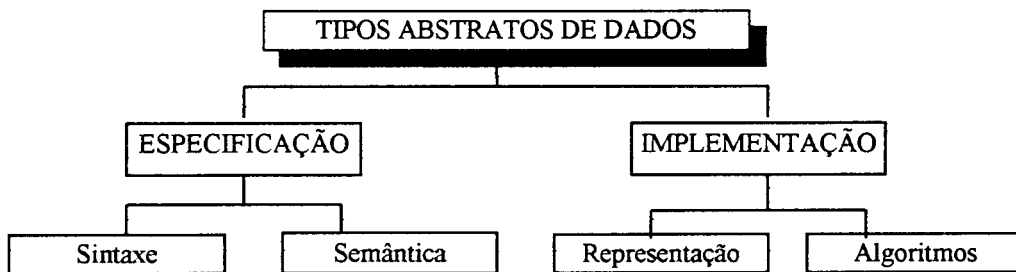 TIPOS ABSTRATOS DE DADOS
ESPECIFICAÇÃO
IMPLEMENTAÇÃO
Sintaxe
Semântica
Representação
Algoritmos